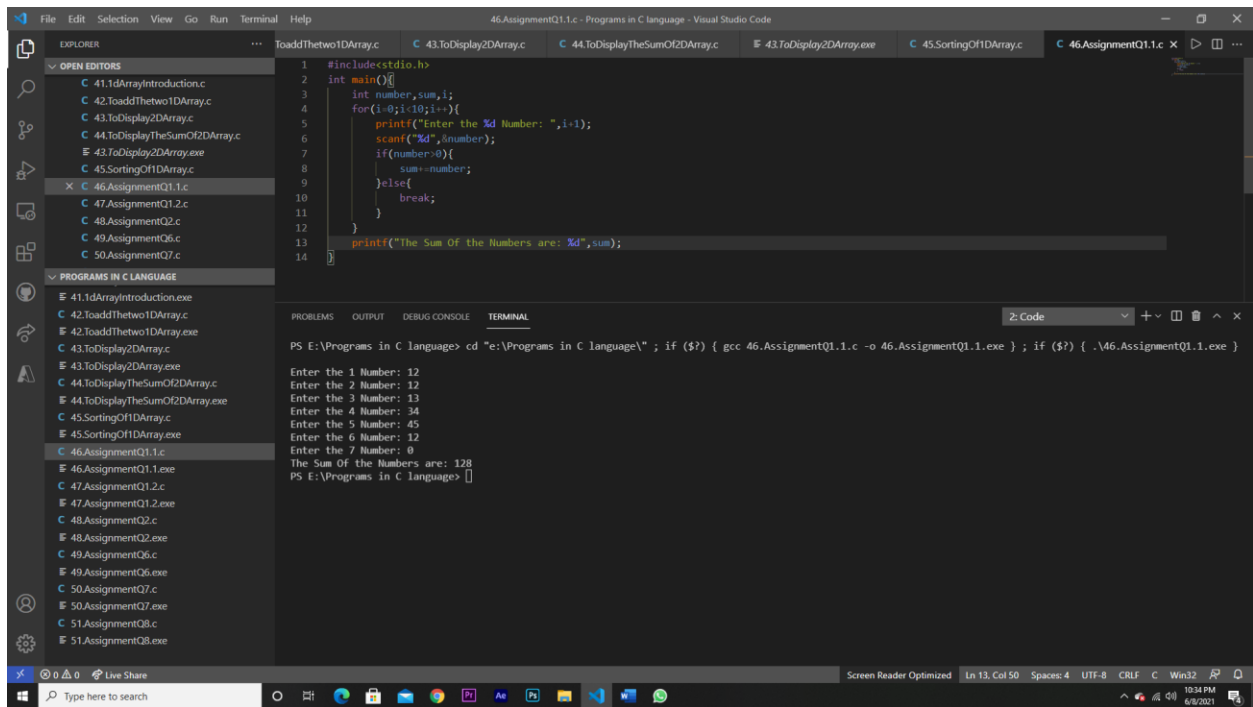 File Edit Selection View Go Run Terminal Help 46.AssignmentQ1.1.c - Programs in C language - Visual Studio Code
EXPLORER
OPEN EDITORS
C 41.1dArrayIntroduction.c
C 42.ToaddThetwo1DArray.c
C 43.ToDisplay2DArray.c
C 44.ToDisplayTheSumOf2DArray.c
43.ToDisplay2DArray.exe
C 45.SortingOf1DArray.c
C 46.AssignmentQ1.1.c
C 47.AssignmentQ1.2.c
C 48.AssignmentQ2.c
C 49.AssignmentQ6.c
C 50.AssignmentQ7.c
PROGRAMS IN C LANGUAGE
41.1dArrayIntroduction.exe
C 42.ToaddThetwo1DArray.c
42.ToaddThetwo1DArray.exe
C 43.ToDisplay2DArray.c
43.ToDisplay2DArray.exe
C 44.ToDisplayTheSumOf2DArray.c
44.ToDisplayTheSumOf2DArray.exe
C 45.SortingOf1DArray.c
45.SortingOf1DArray.exe
C 46.AssignmentQ1.1.c
46.AssignmentQ1.1.exe
C 47.AssignmentQ1.2.c
47.AssignmentQ1.2.exe
C 48.AssignmentQ2.c
48.AssignmentQ2.exe
C 49.AssignmentQ6.c
49.AssignmentQ6.exe
C 50.AssignmentQ7.c
50.AssignmentQ7.exe
C 51.AssignmentQ8.c
51.AssignmentQ8.exe
ToaddThetwo1DArray.c C 43.ToDisplay2DArray.c C 44.ToDisplayTheSumOf2DArray.c 43.ToDisplay2DArray.exe C 45.SortingOf1DArray.c C 46.AssignmentQ1.1.c
1 #include<stdio.h>
2 int main(){
3 int number,sum,i;
4 for(i=0;i<10;i++){
5 printf("Enter the %d Number: ",i+1);
6 scanf("%d",&number);
7 if(number>0){
8 sum+=number;
9 }else{
10 break;
11 }
12 }
13 printf("The Sum Of the Numbers are: %d",sum);
14 }
PROBLEMS OUTPUT DEBUG CONSOLE TERMINAL 2: Code
PS E:\Programs in C language> cd "e:\Programs in C language\" ; if ($?) { gcc 46.AssignmentQ1.1.c -o 46.AssignmentQ1.1.exe } ; if ($?) { .\46.AssignmentQ1.1.exe }
Enter the 1 Number: 12
Enter the 2 Number: 12
Enter the 3 Number: 13
Enter the 4 Number: 34
Enter the 5 Number: 45
Enter the 6 Number: 12
Enter the 7 Number: 0
The Sum Of the Numbers are: 128
PS E:\Programs in C language>
0 0 Live Share Screen Reader Optimized Ln 13, Col 50 Spaces: 4 UTF-8 CRLF C Win32
Type here to search Pr Ae Ps 10:34 PM
6/8/2021